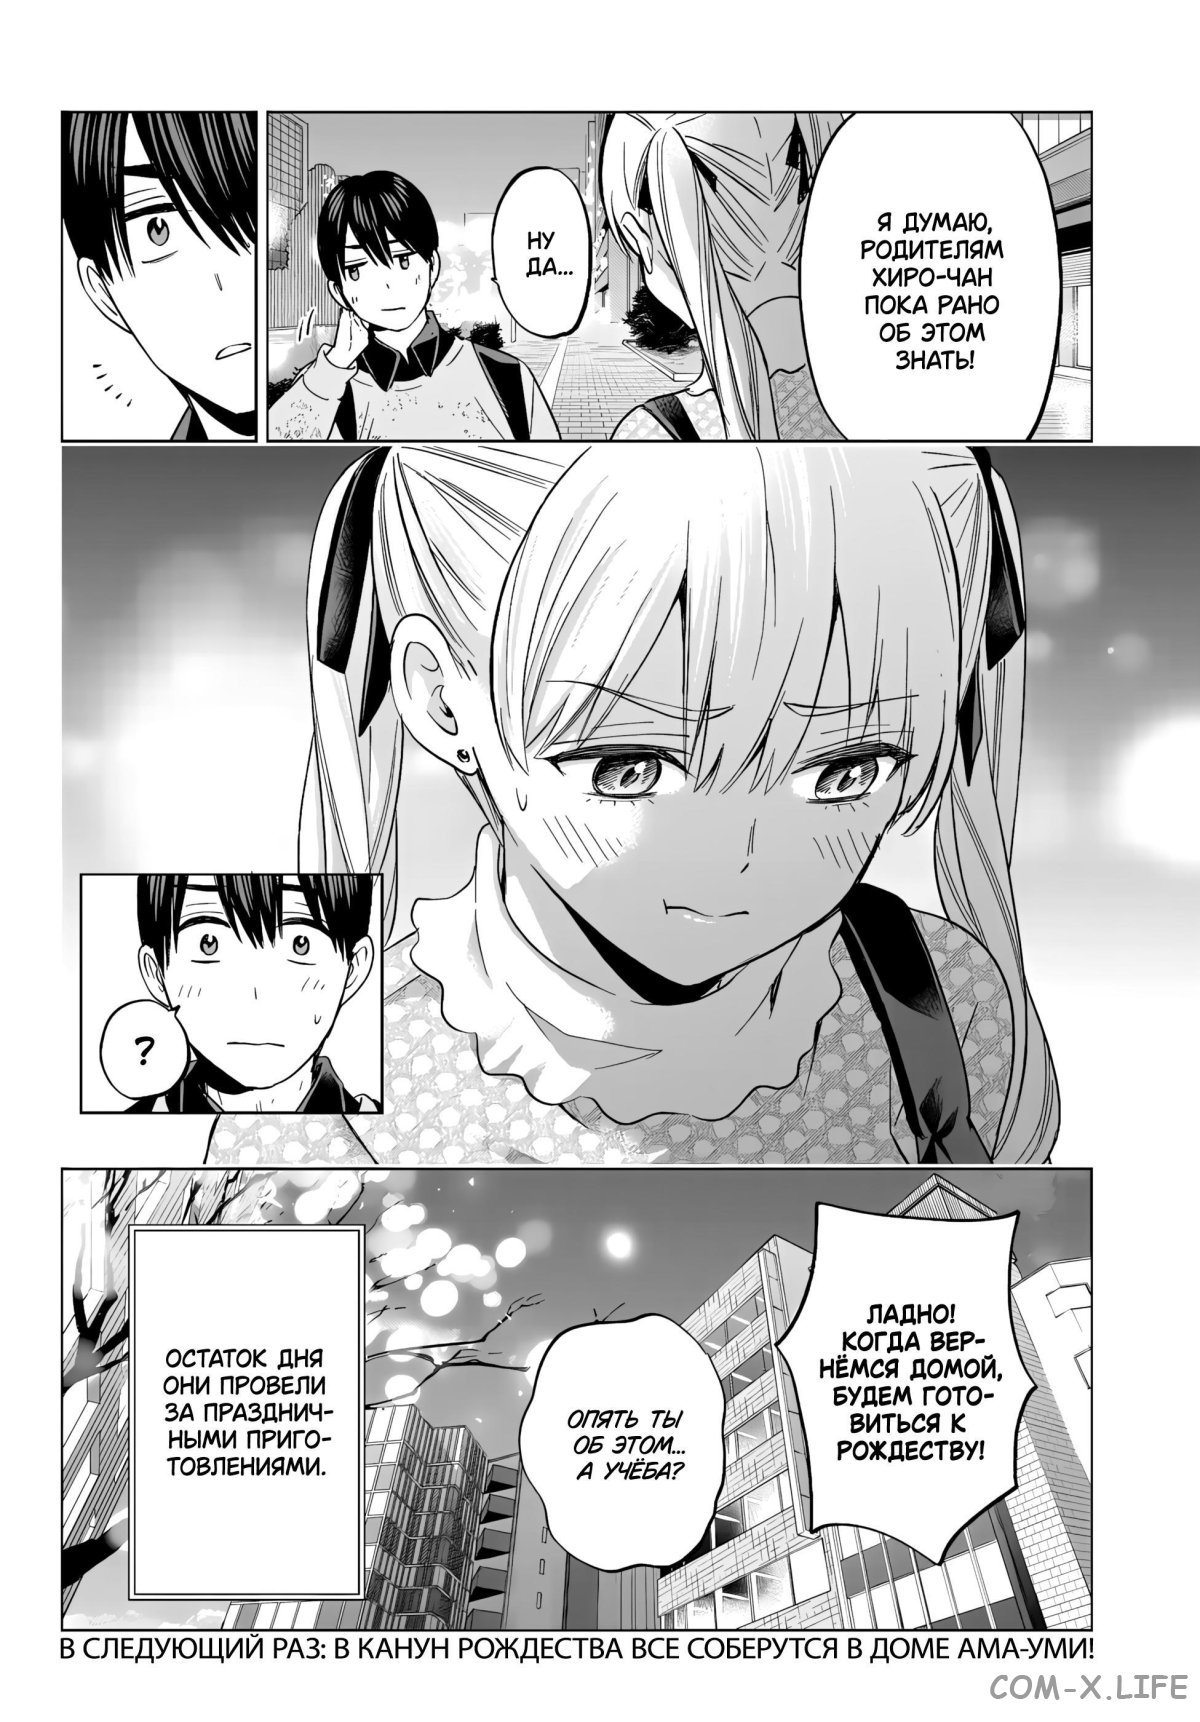 Я ДУМАЮ,
РОДИТЕЛЯМ
ХИРО-ЧАН
ПОКА РАНО
ОБ ЭТОМ
ЗНАТЬ!
НУ
ДА...
?
ЛАДНО!
КОГДА ВЕР-
НЁМСЯ ДОМОЙ,
БУДЕМ ГОТО-
ВИТЬСЯ К
РОЖДЕСТВУ!
ОПЯТЬ ТЫ
ОБ ЭТОМ...
А УЧЁБА?
ОСТАТОК ДНЯ
ОНИ ПРОВЕЛИ
ЗА ПРАЗДНИЧ-
НЫМИ ПРИГО-
ТОВЛЕНИЯМИ.
В СЛЕДУЮЩИЙ РАЗ: В КАНУН РОЖДЕСТВА ВСЕ СОБЕРУТСЯ В ДОМЕ АМА-УМИ!
COM-X.LIFE